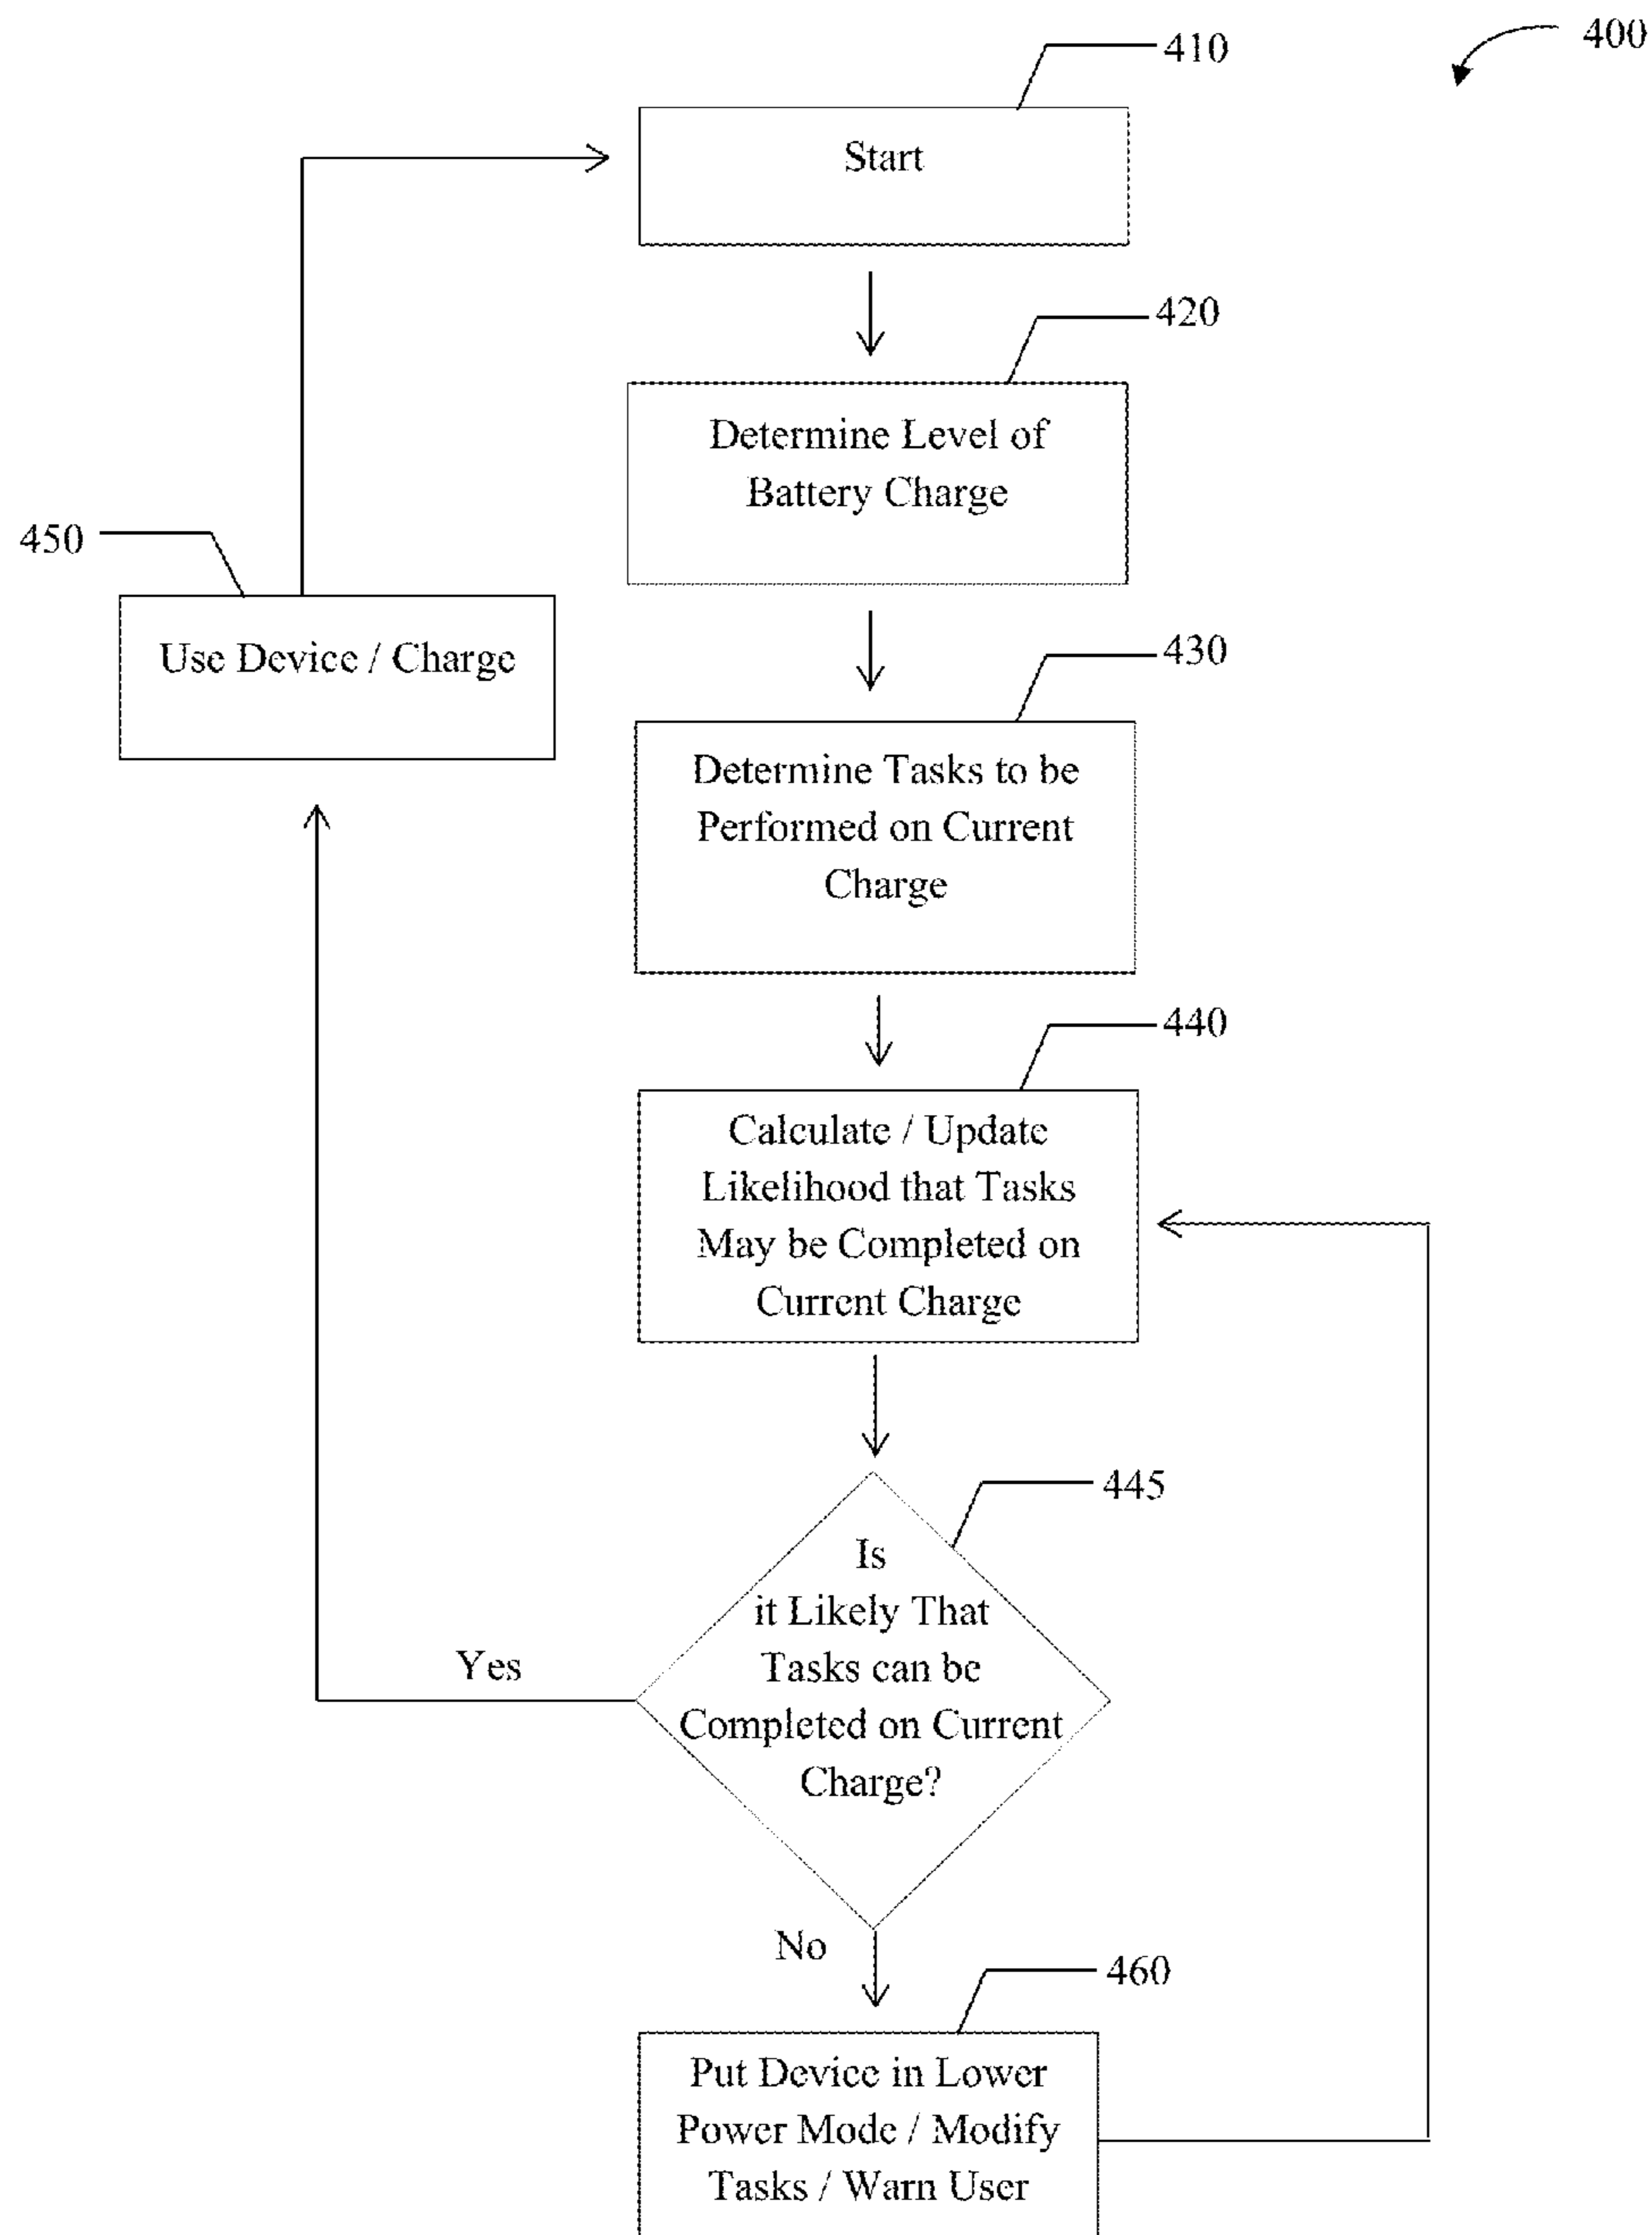 400
410
Start
420
Determine Level of
Battery Charge
450
Use Device / Charge
430
Determine Tasks to be
Performed on Current
Charge
440
Calculate / Update
Likelihood that Tasks
May be Completed on
Current Charge
445
Is
it Likely That
Tasks can be
Completed on Current
Charge?
Yes
No
460
Put Device in Lower
Power Mode / Modify
Tasks / Warn User